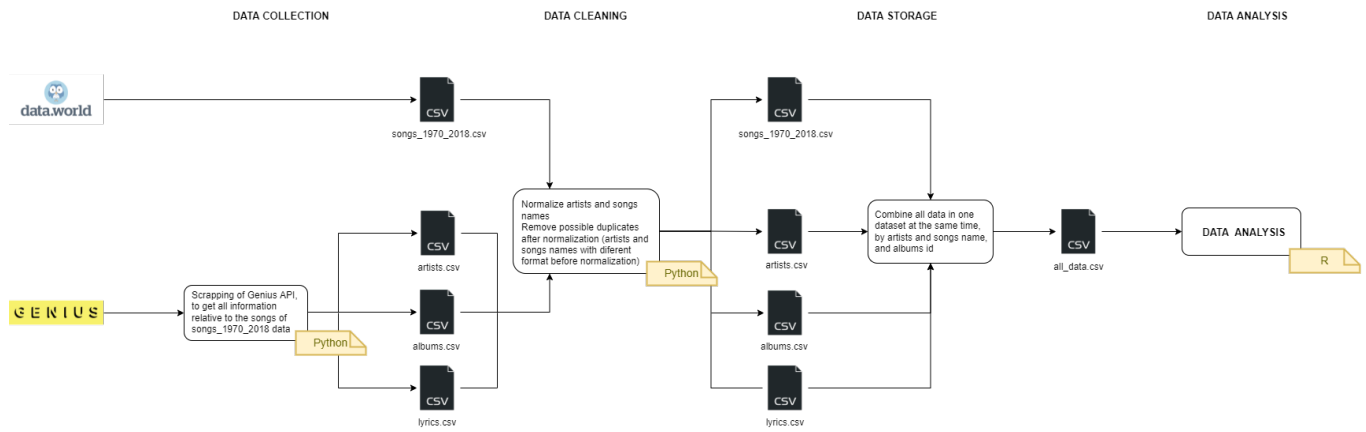 DATA COLLECTION
DATA CLEANING
DATA STORAGE
DATA ANALYSIS
data.world
CSV
songs_1970_2018.csv
CSV
artists.csv
GENIUS
Scrapping of Genius API,
to get all information
relative to the songs of
songs_1970_2018 data
Python
CSV
albums.csv
CSV
lyrics.csv
Normalize artists and songs
names
Remove possible duplicates
after normalization (artists and
songs names with diferent
format before normalization)
Python
CSV
songs_1970_2018.csv
CSV
artists.csv
CSV
albums.csv
CSV
lyrics.csv
Combine all data in one
dataset at the same time,
by artists and songs name,
and albums id
CSV
all_data.csv
DATA ANALYSIS
R